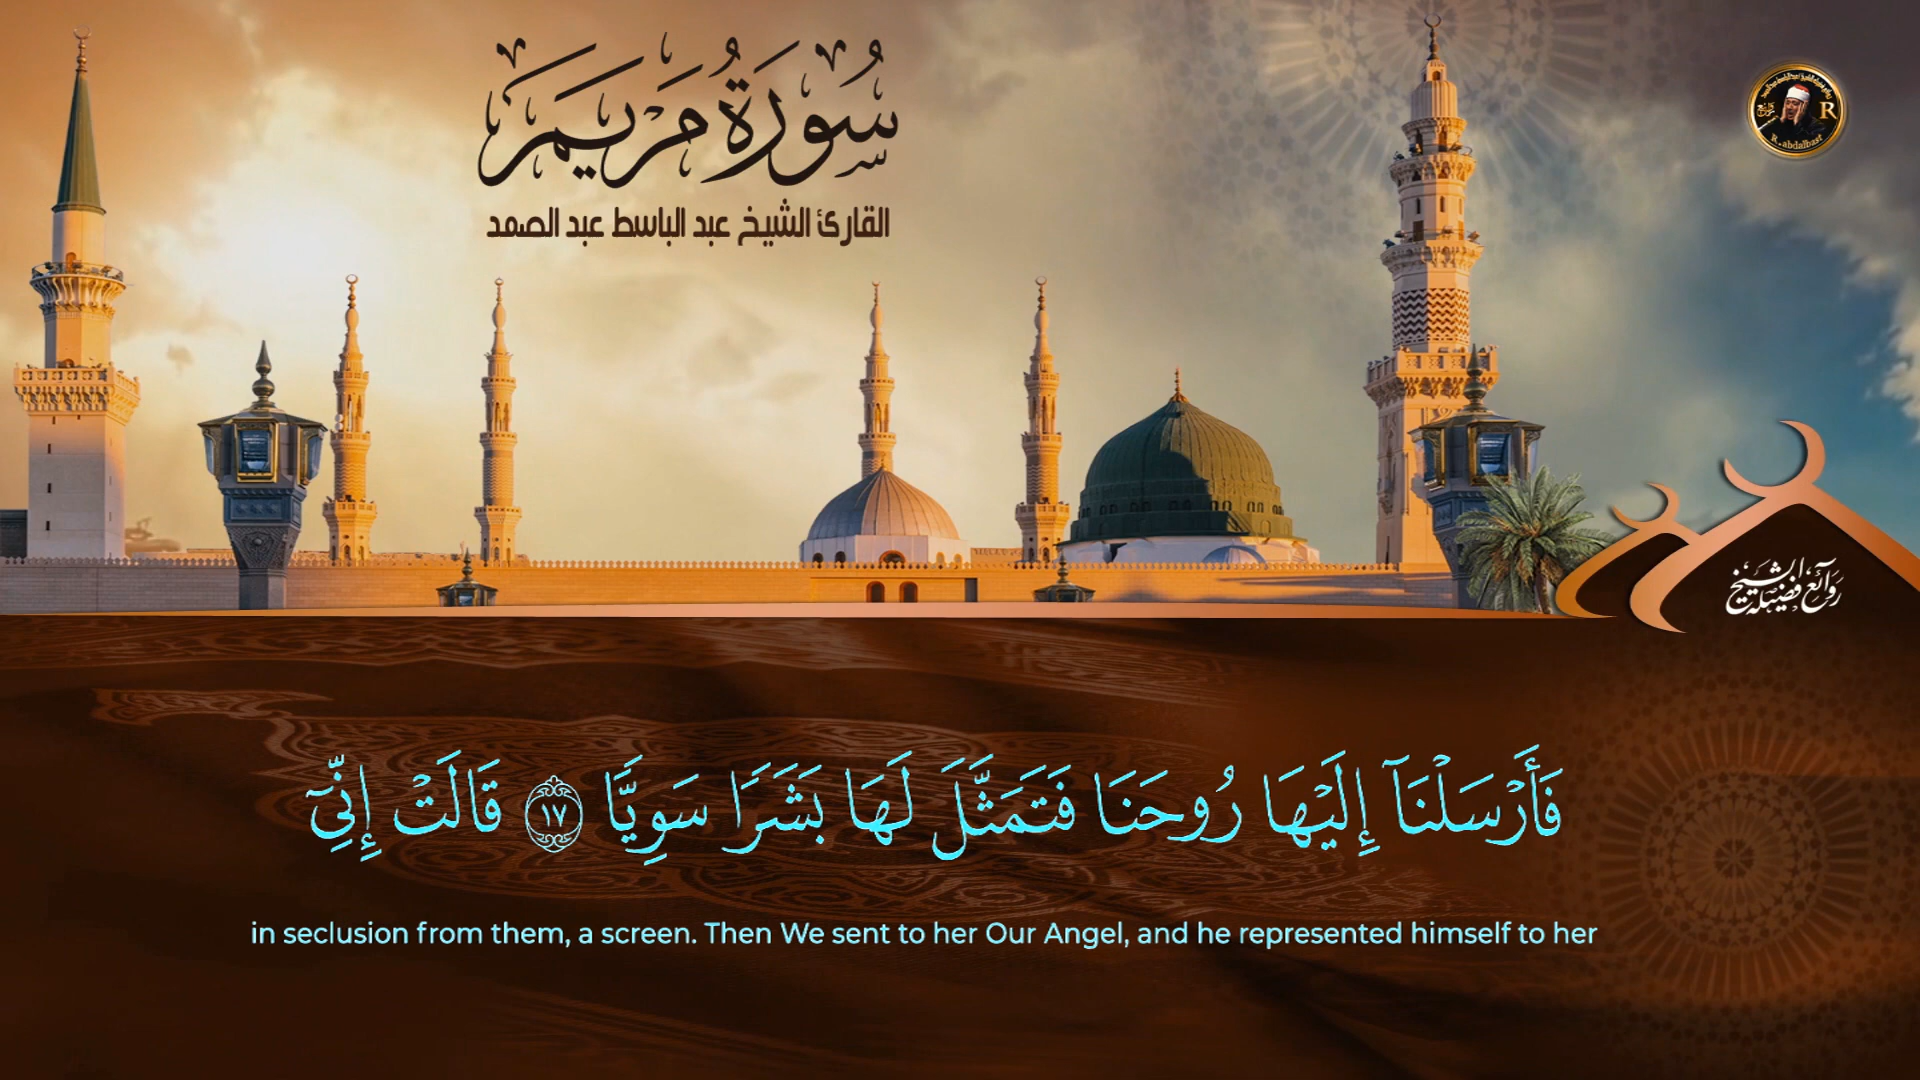 سُورَةُ مَرْيَمَ
القارئ الشيخ عبد الباسط عبد الصمد
R
R.abdalbast
روائع فضيلة الشيخ
فَأَرْسَلْنَآ إِلَيْهَا رُوحَنَا فَتَمَثَّلَ لَهَا بَشَرًا سَوِيًّا ١٧ قَالَتْ إِنِّىٓ
in seclusion from them, a screen. Then We sent to her Our Angel, and he represented himself to her